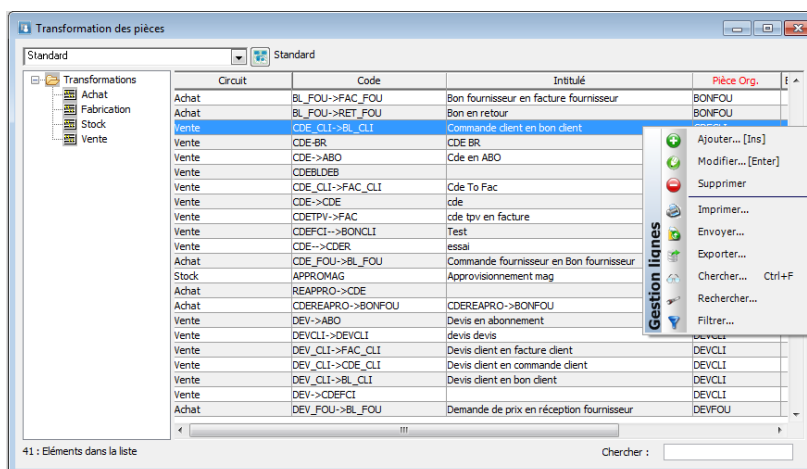 Transformation des pièces
Standard Standard
Transformations
Achat
Fabrication
Stock
Vente
Circuit Code Intitulé Pièce Org. E
Achat BL_FOU->FAC_FOU Bon fournisseur en facture fournisseur BONFOU
Achat BL_FOU->RET_FOU Bon en retour BONFOU
Vente CDE_CLI->BL_CLI Commande client en bon client
Vente CDE-BR CDE BR
Vente CDE->ABO Cde en ABO
Vente CDEBLDEB
Vente CDE_CLI->FAC_CLI Cde To Fac
Vente CDE->CDE cde
Vente CDETPV->FAC cde tpv en facture
Vente CDEFCI-->BONCLI Test
Vente CDE-->CDER essai
Achat CDE_FOU->BL_FOU Commande fournisseur en Bon fournisseur
Stock APPROMAG Approvisionnement mag
Achat REAPPRO->CDE
Achat CDEREAPRO->BONFOU CDEREAPRO->BONFOU
Vente DEV->ABO Devis en abonnement
Vente DEVCLI->DEVCLI devis devis DEVCLI
Vente DEV_CLI->FAC_CLI Devis client en facture client DEVCLI
Vente DEV_CLI->CDE_CLI Devis client en commande client DEVCLI
Vente DEV_CLI->BL_CLI Devis client en bon client DEVCLI
Vente DEV->CDEFCI DEVCLI
Achat DEV_FOU->BL_FOU Demande de prix en réception fournisseur DEVFOU
Gestion lignes
Ajouter... [Ins]
Modifier... [Enter]
Supprimer
Imprimer...
Envoyer...
Exporter...
Chercher... Ctrl+F
Rechercher...
Filtrer...
41 : Eléments dans la liste Chercher :